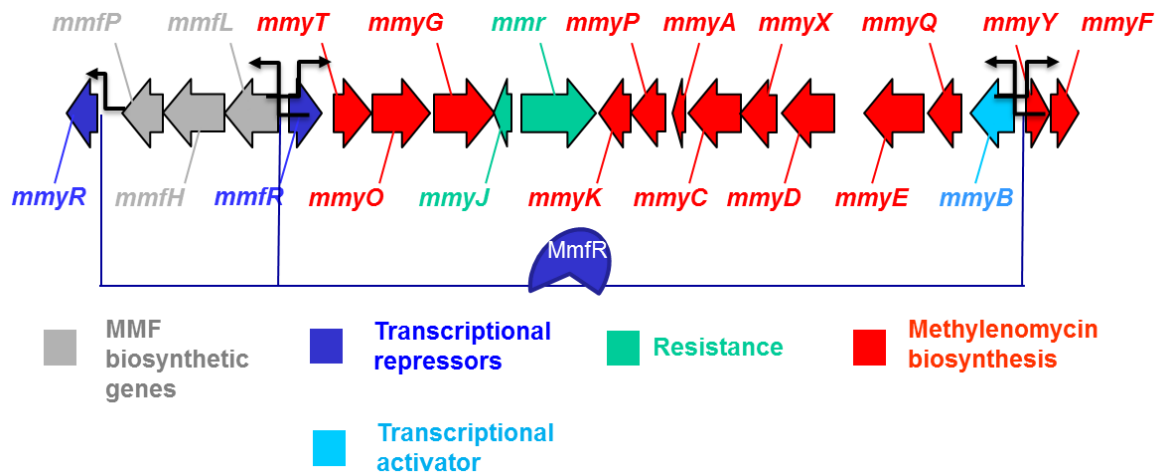 mmfP mmfL mmyT mmyG mmr mmyP mmyA mmyX mmyQ mmyY mmyF
mmyR mmfH mmfR mmyO mmyJ mmyK mmyC mmyD mmyE mmyB
MmfR
MMF
biosynthetic
genes
Transcriptional
repressors
Resistance
Methylenomycin
biosynthesis
Transcriptional
activator